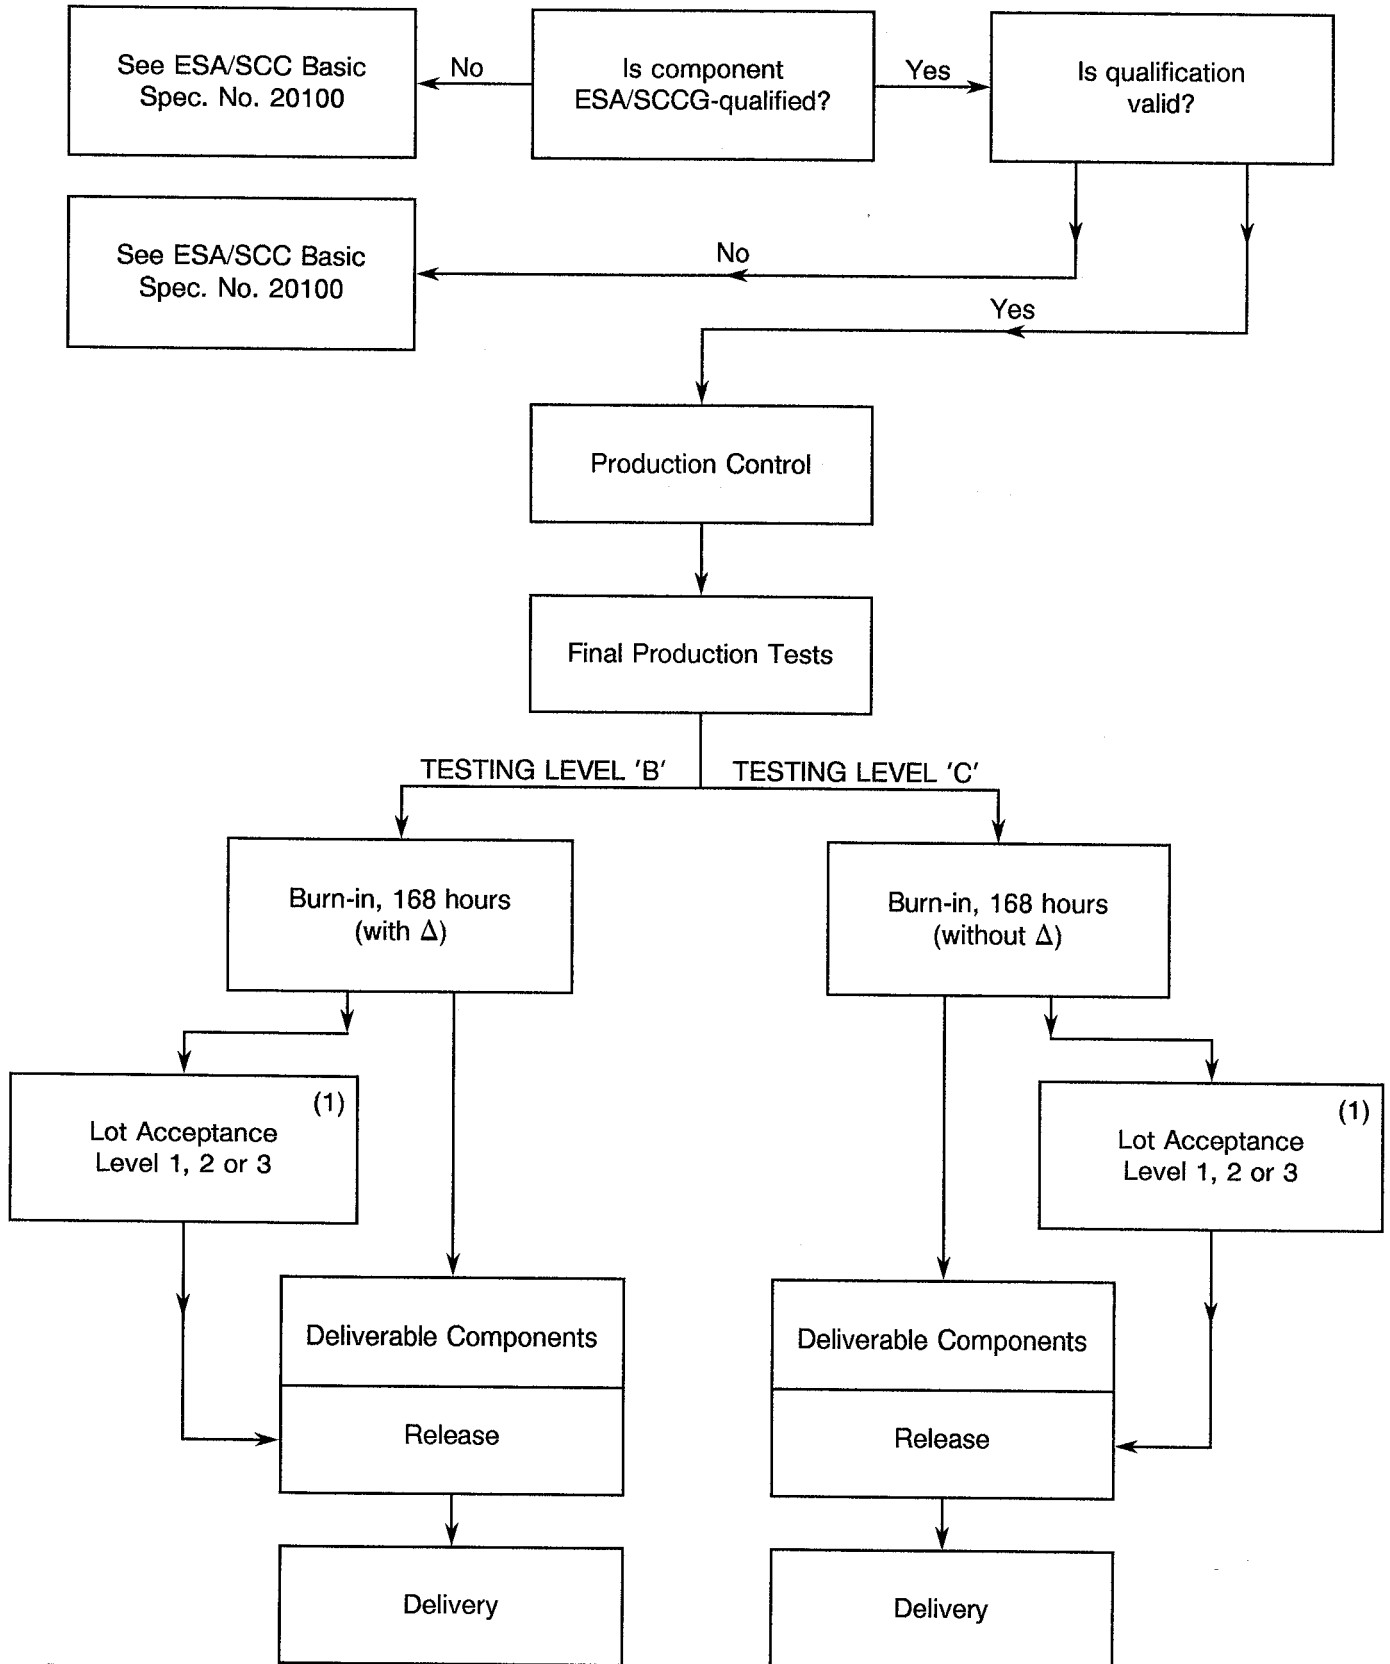 See ESA/SCC Basic
Spec. No. 20100
No
Is component
ESA/SCCG-qualified?
Yes
Is qualification
valid?
See ESA/SCC Basic
Spec. No. 20100
No
Yes
Production Control
Final Production Tests
TESTING LEVEL 'B'
TESTING LEVEL 'C'
Burn-in, 168 hours
(with Δ)
Burn-in, 168 hours
(without Δ)
(1)
Lot Acceptance
Level 1, 2 or 3
(1)
Lot Acceptance
Level 1, 2 or 3
Deliverable Components
Release
Deliverable Components
Release
Delivery
Delivery